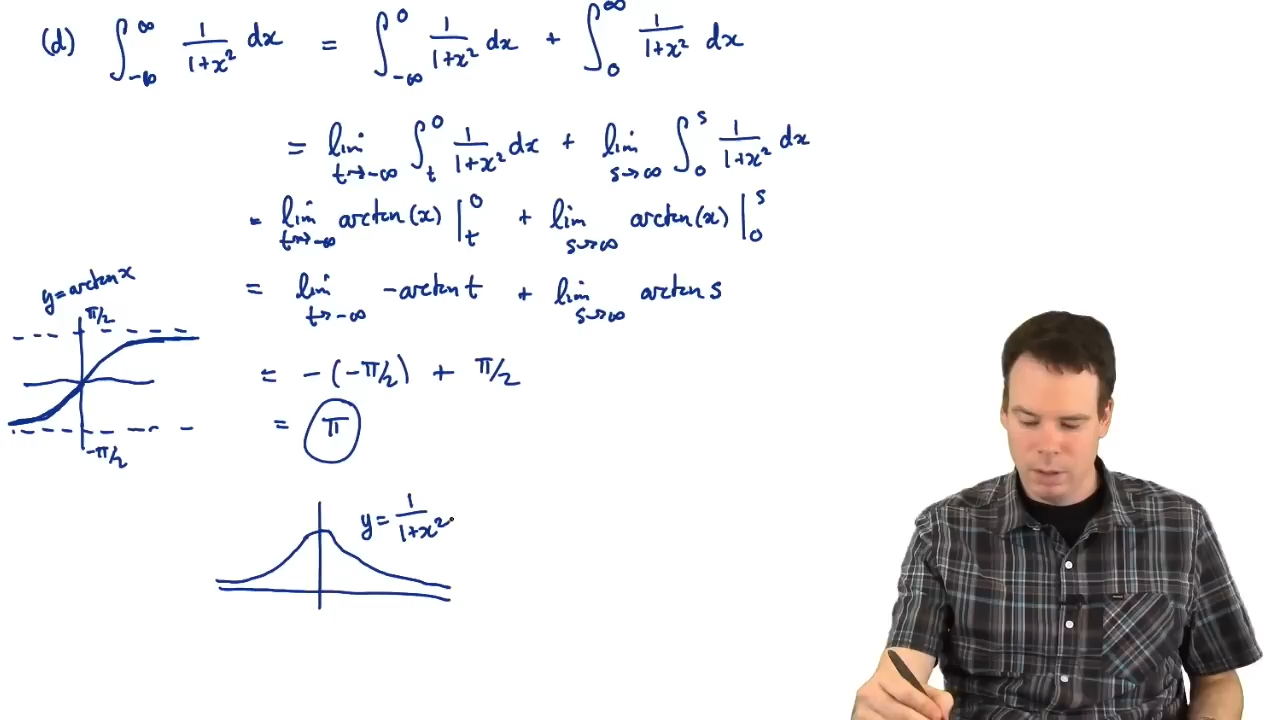 (d) ∫_{-∞}^{∞} 1/(1+x²) dx = ∫_{-∞}^{0} 1/(1+x²) dx + ∫_{0}^{∞} 1/(1+x²) dx
= lim_{t→-∞} ∫_{t}^{0} 1/(1+x²) dx + lim_{s→∞} ∫_{0}^{s} 1/(1+x²) dx
= lim_{t→-∞} arctan(x) |_{t}^{0} + lim_{s→∞} arctan(x) |_{0}^{s}
= lim_{t→-∞} -arctan t + lim_{s→∞} arctan s
y=arctan x
π/2
-π/2
= -(-π/2) + π/2
= π
y = 1/(1+x²)